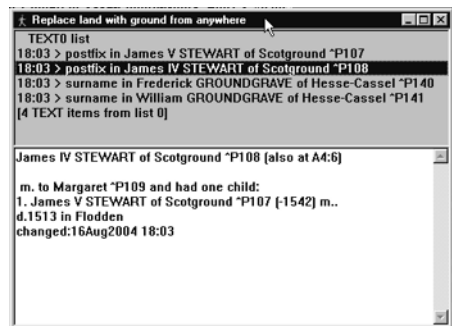 Replace land with ground from anywhere
TEXT0 list
18:03 > postfix in James V STEWART of Scotground ^P107
18:03 > postfix in James IV STEWART of Scotground ^P108
18:03 > surname in Frederick GROUNDGRAVE of Hesse-Cassel ^P140
18:03 > surname in William GROUNDGRAVE of Hesse-Cassel ^P141
[4 TEXT items from list 0]
James IV STEWART of Scotground ^P108 (also at A4:6)
m. to Margaret ^P109 and had one child:
1. James V STEWART of Scotground ^P107 (-1542) m..
d.1513 in Flodden
changed:16Aug2004 18:03